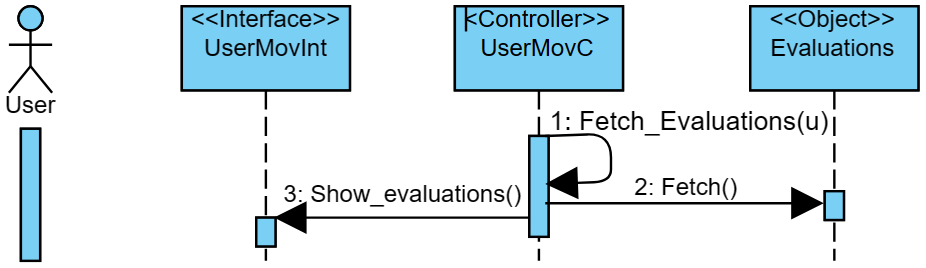 <<Interface>>
UserMovInt
<Controller>>
UserMovC
<<Object>>
Evaluations
User
1: Fetch_Evaluations(u)
2: Fetch()
3: Show_evaluations()